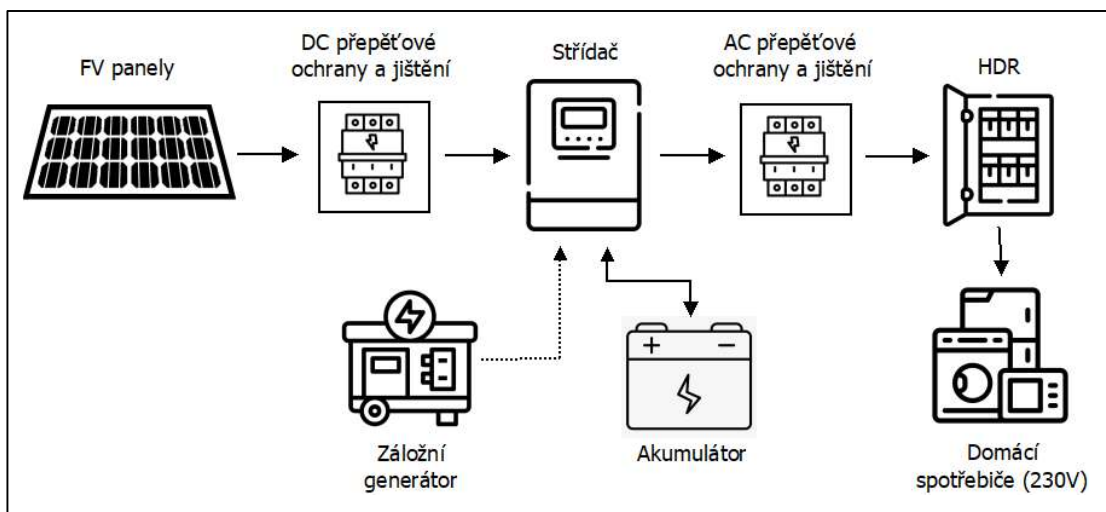 FV panely
DC přepěťové
ochrany a jištění
Střídač
AC přepěťové
ochrany a jištění
HDR
Záložní
generátor
+ −
Akumulátor
Domácí
spotřebiče (230V)